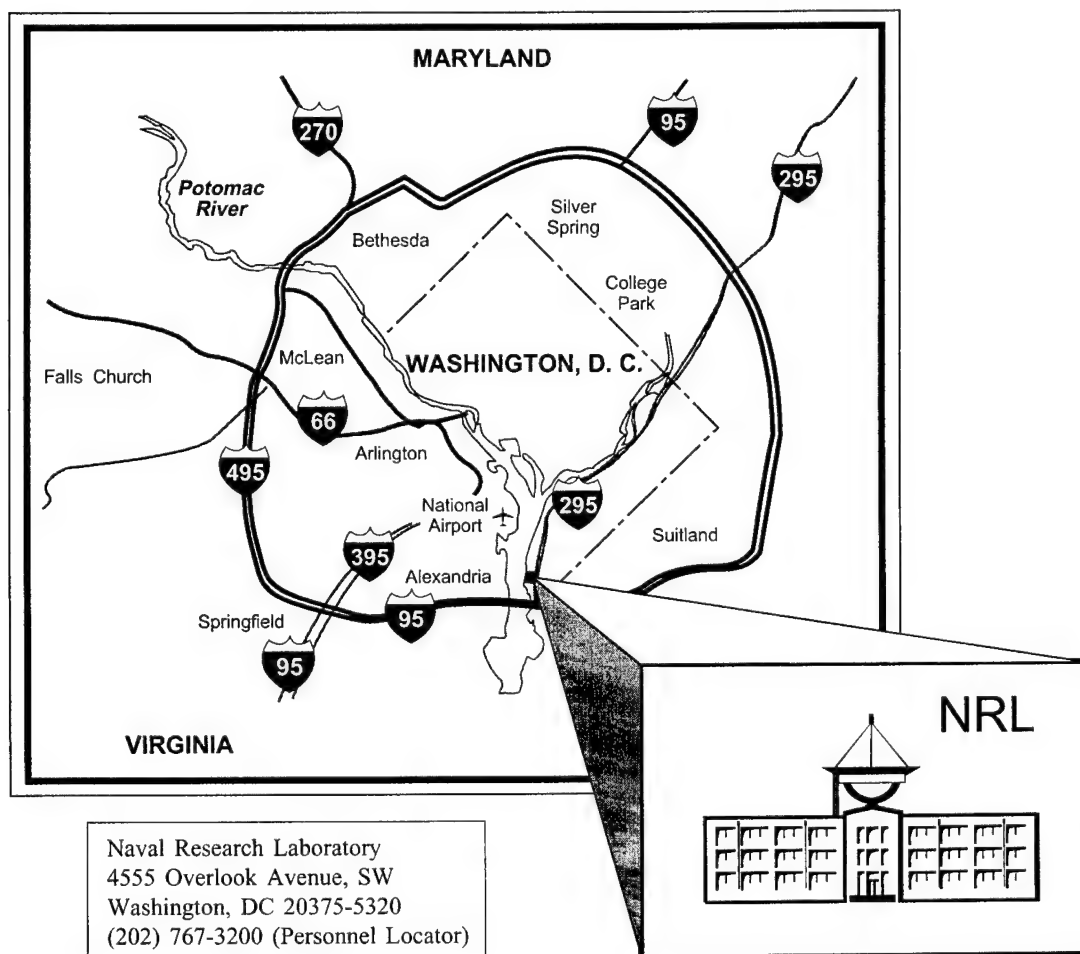 MARYLAND
270
95
295
Potomac
River
Silver
Spring
Bethesda
College
Park
McLean
WASHINGTON, D. C.
Falls Church
66
Arlington
495
National
Airport
295
Suitland
395
Alexandria
Springfield
95
95
VIRGINIA
NRL
Naval Research Laboratory
4555 Overlook Avenue, SW
Washington, DC 20375-5320
(202) 767-3200 (Personnel Locator)